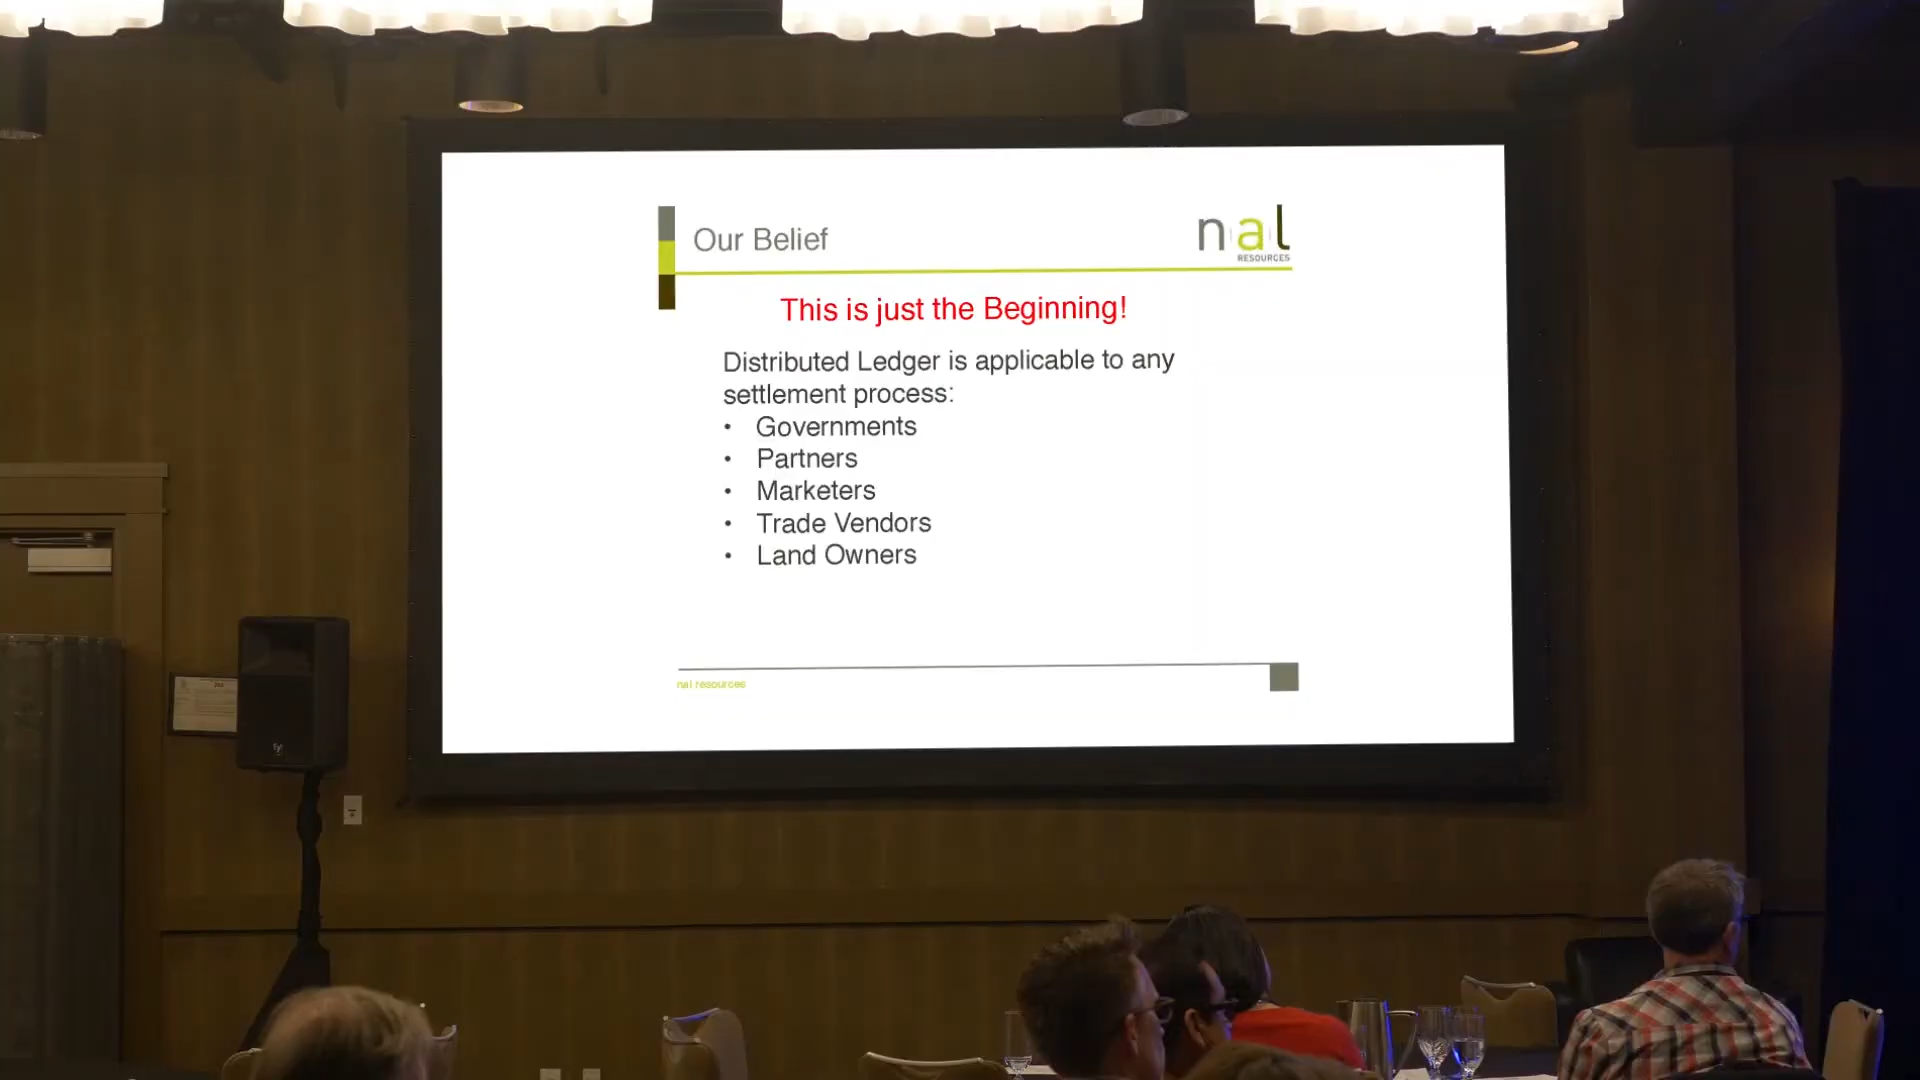 Our Belief
nal
RESOURCES
This is just the Beginning!
Distributed Ledger is applicable to any
settlement process:
• Governments
• Partners
• Marketers
• Trade Vendors
• Land Owners
nal resources